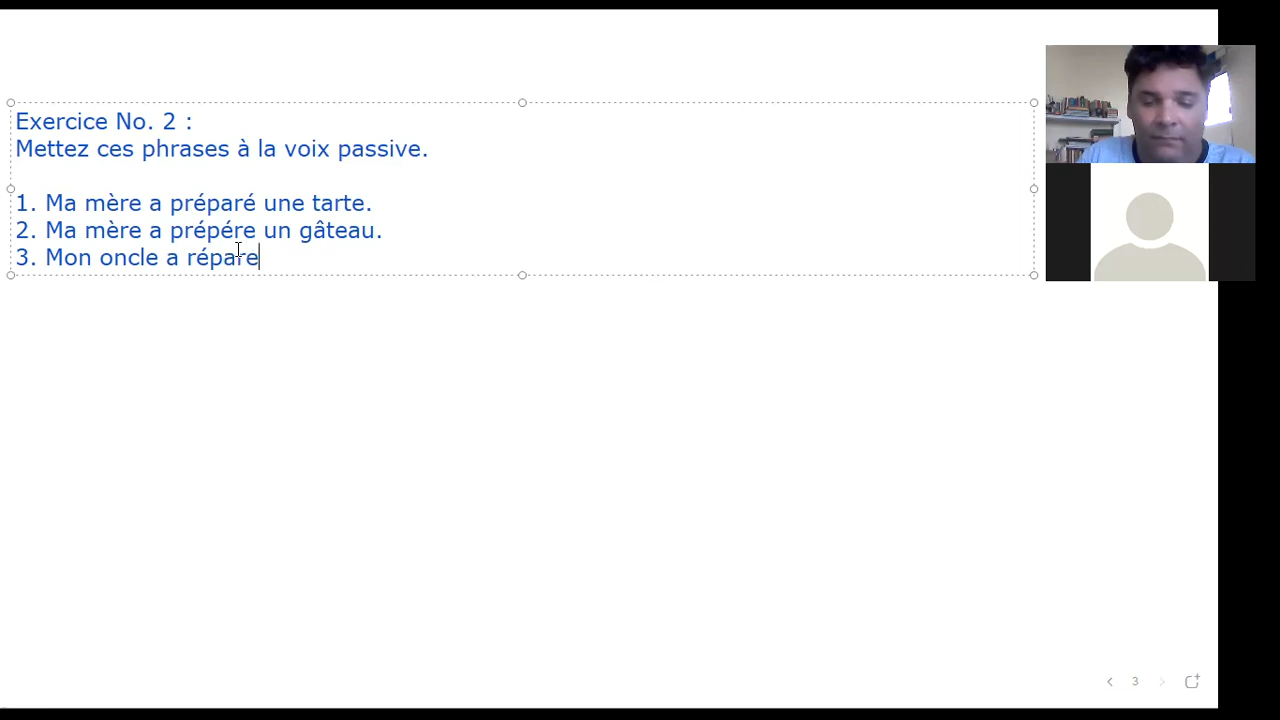 Exercice No. 2 :
Mettez ces phrases à la voix passive.
1. Ma mère a préparé une tarte.
2. Ma mère a prépére un gâteau.
3. Mon oncle a répare
3